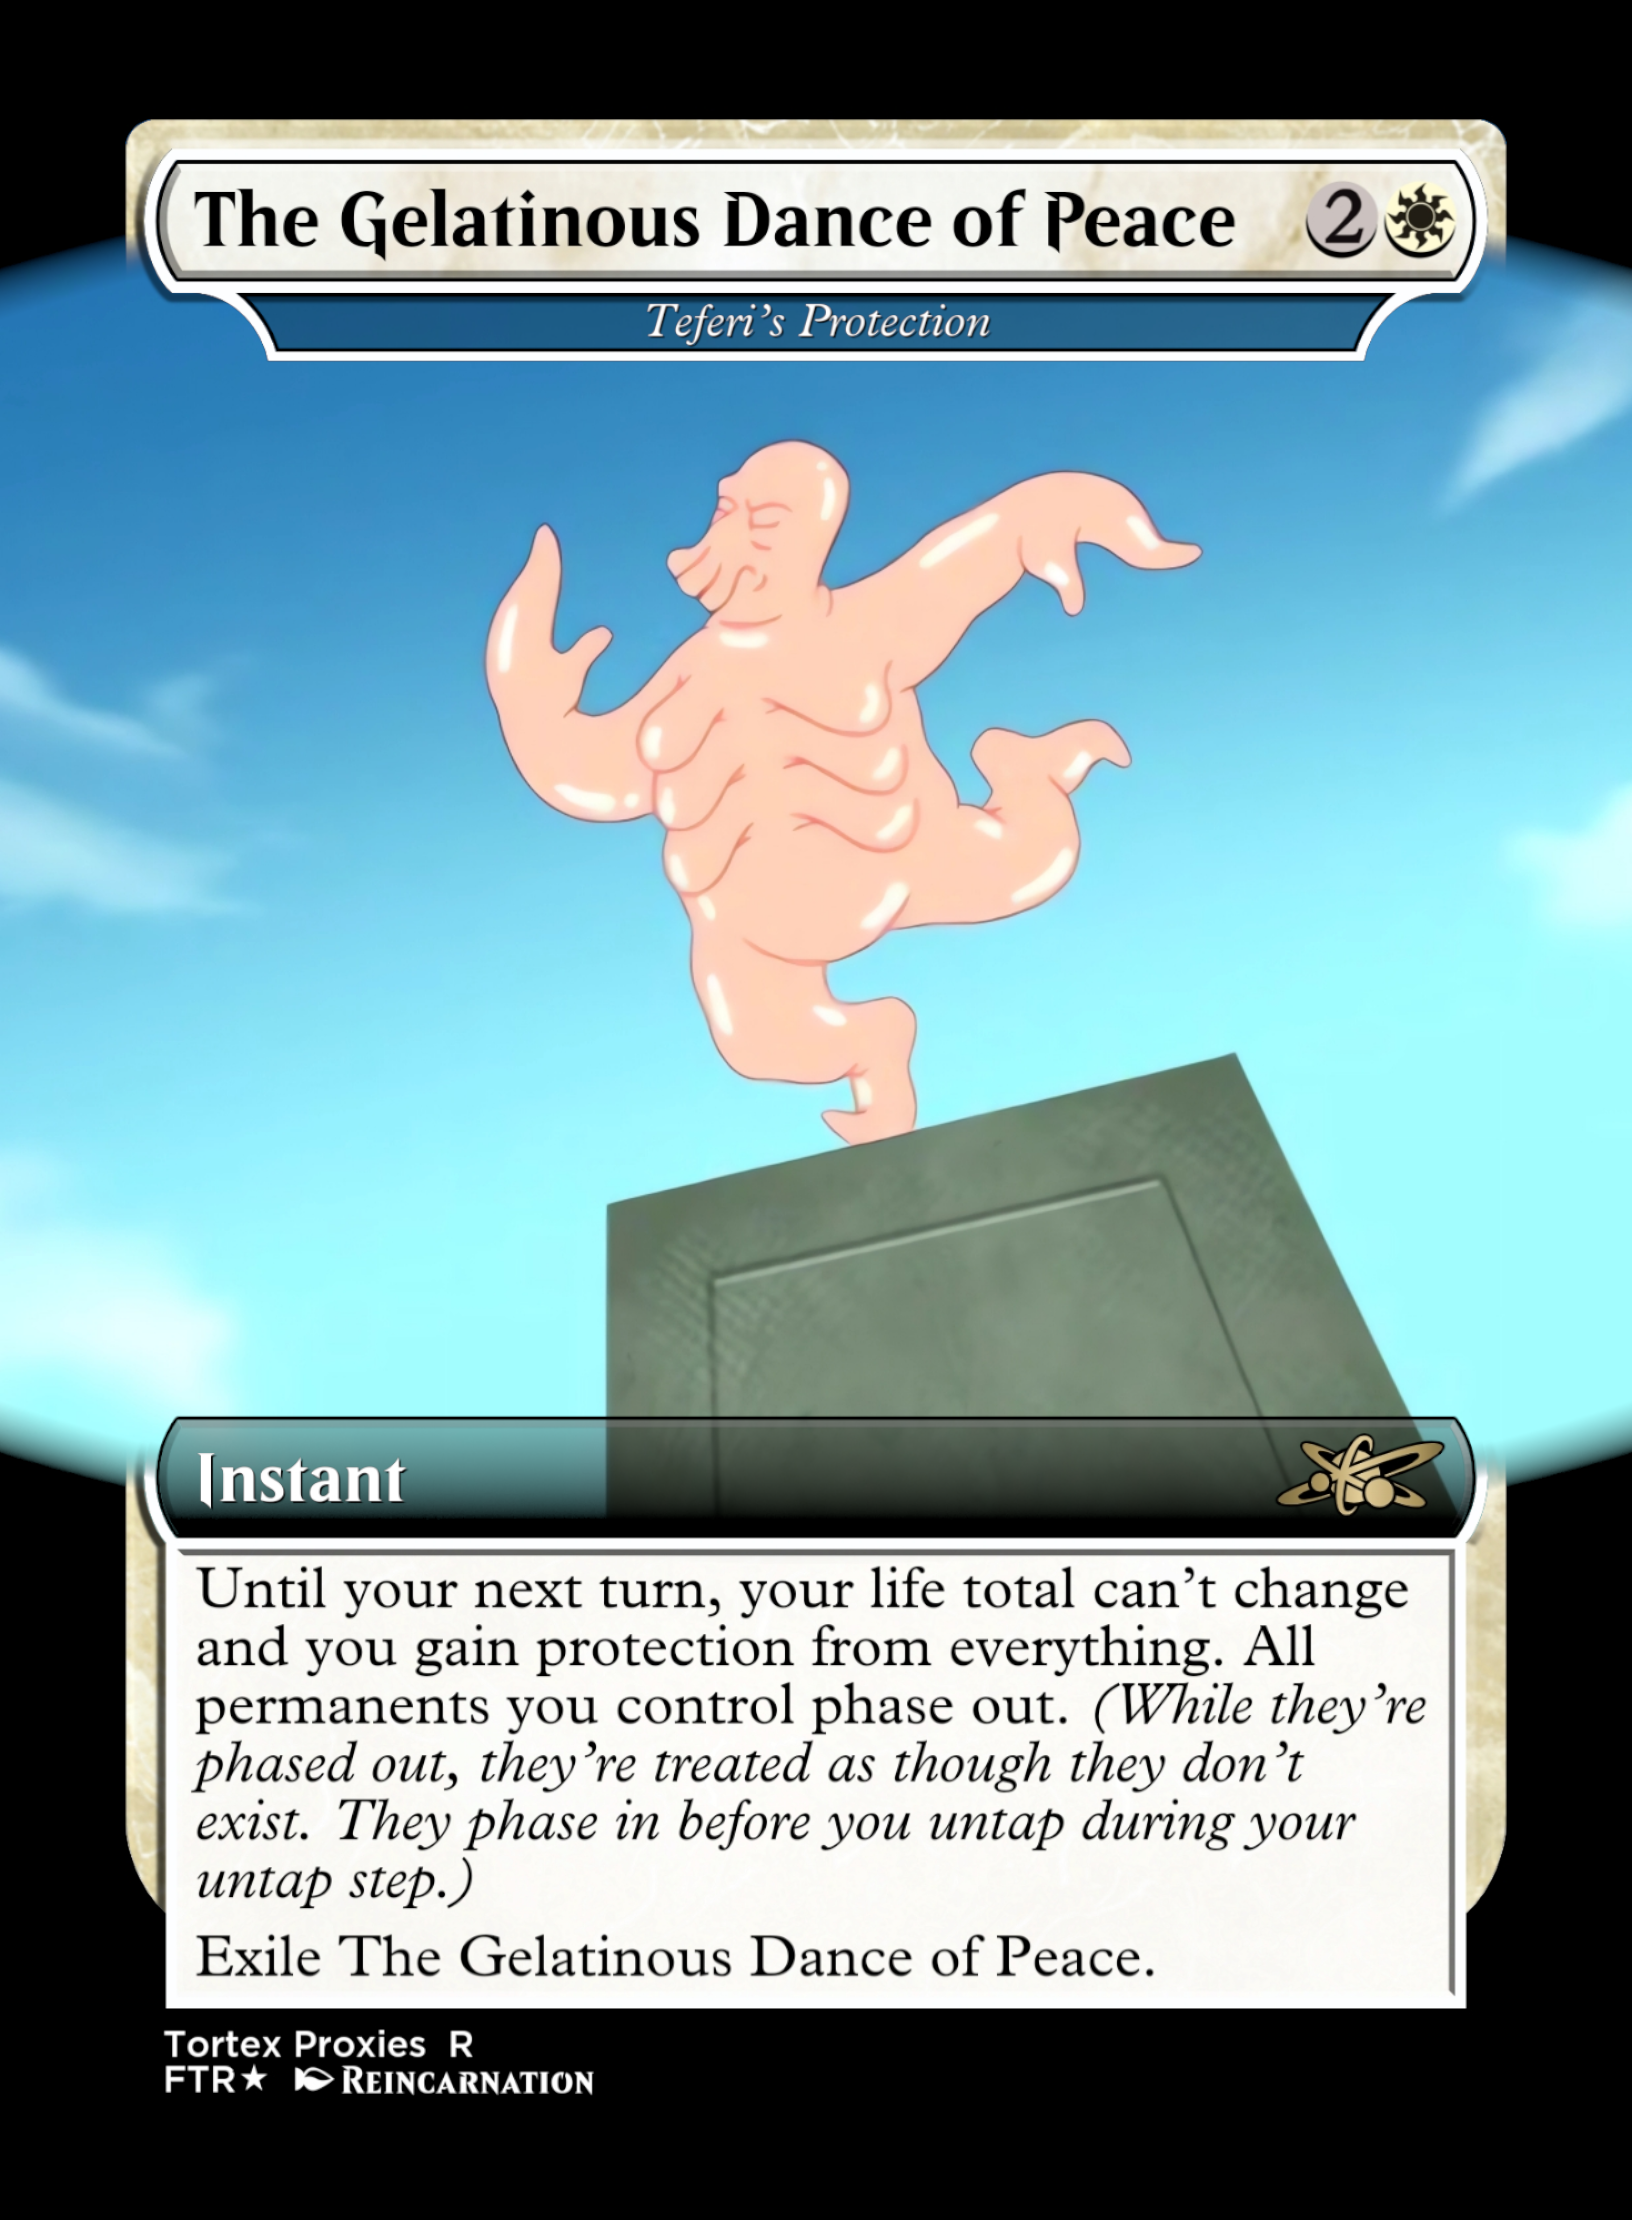 The Gelatinous Dance of Peace 2
Teferi's Protection
Instant
Until your next turn, your life total can't change
and you gain protection from everything. All
permanents you control phase out. (While they're
phased out, they're treated as though they don't
exist. They phase in before you untap during your
untap step.)
Exile The Gelatinous Dance of Peace.
Tortex Proxies R
FTR★ REINCARNATION